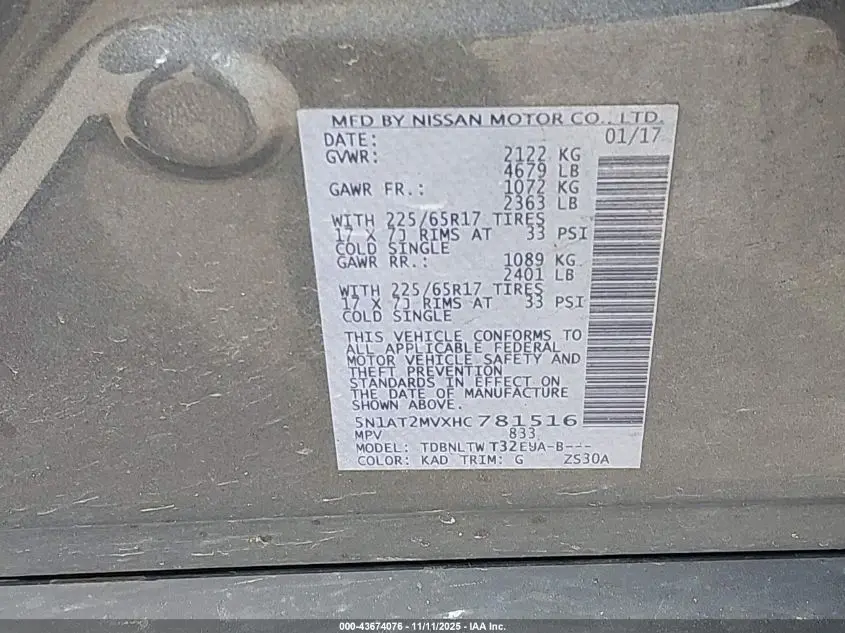 MFD BY NISSAN MOTOR CO., LTD.
DATE: 01/17
GVWR: 2122 KG
4679 LB
GAWR FR.: 1072 KG
2363 LB
WITH 225/65R17 TIRES
17 X 7J RIMS AT 33 PSI
COLD SINGLE
GAWR RR.: 1089 KG
2401 LB
WITH 225/65R17 TIRES
17 X 7J RIMS AT 33 PSI
COLD SINGLE
THIS VEHICLE CONFORMS TO
ALL APPLICABLE FEDERAL
MOTOR VEHICLE SAFETY AND
THEFT PREVENTION
STANDARDS IN EFFECT ON
THE DATE OF MANUFACTURE
SHOWN ABOVE.
5N1AT2MVXHC781516
MPV 833
MODEL: TDBNLTW T32EUA-B---
COLOR: KAD TRIM: G ZS30A
000-43674076 - 11/11/2025 - IAA Inc.